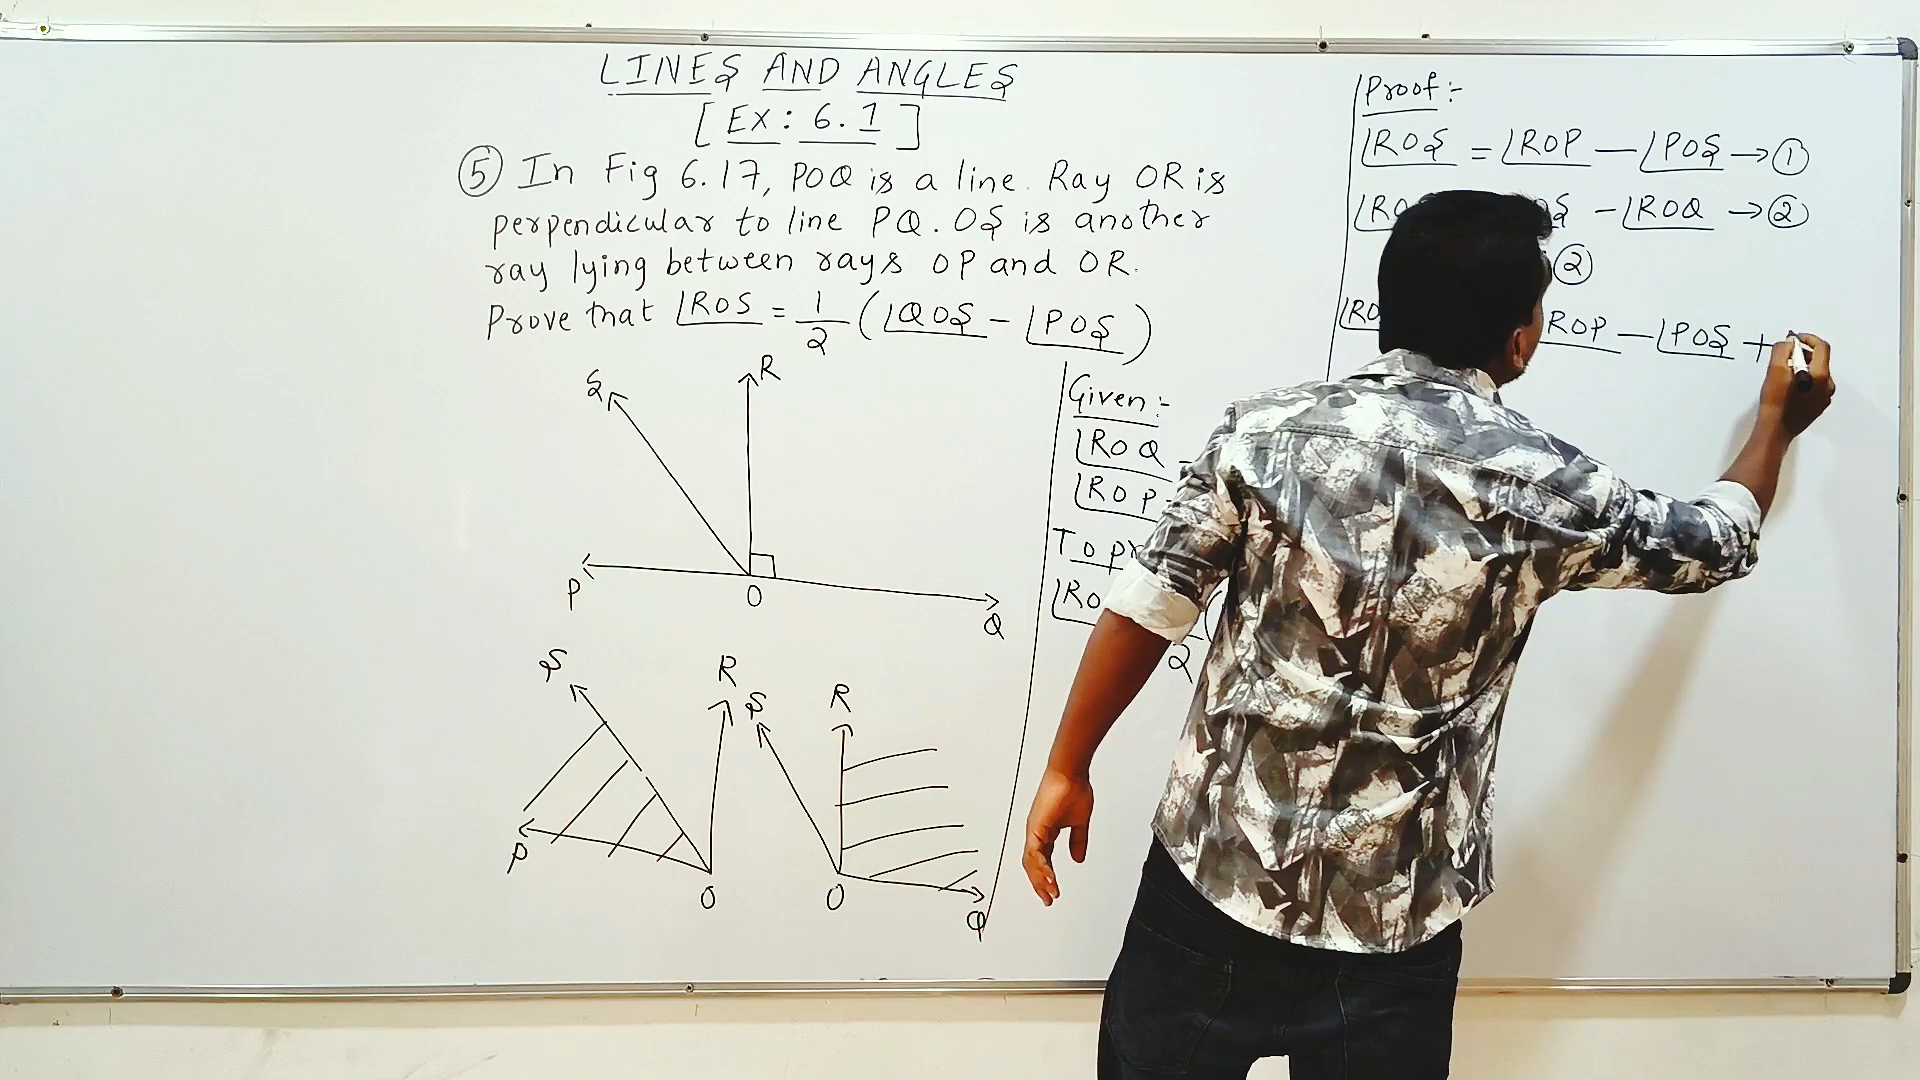 LINES AND ANGLES
[ EX: 6.1 ]
⑤ In Fig 6.17, POQ is a line. Ray OR is
perpendicular to line PQ. OS is another
ray lying between rays OP and OR.
Prove that ∠ROS = 1/2 (∠QOS - ∠POS)
S
R
P
O
Q
S
R
P
O
S
R
O
Q
Given:-
∠ROQ
∠ROP
To
∠RO
2
Proof:-
∠ROS = ∠ROP - ∠POS → ①
∠RO S - ∠ROQ → ②
②
∠RO ROP - ∠POS +